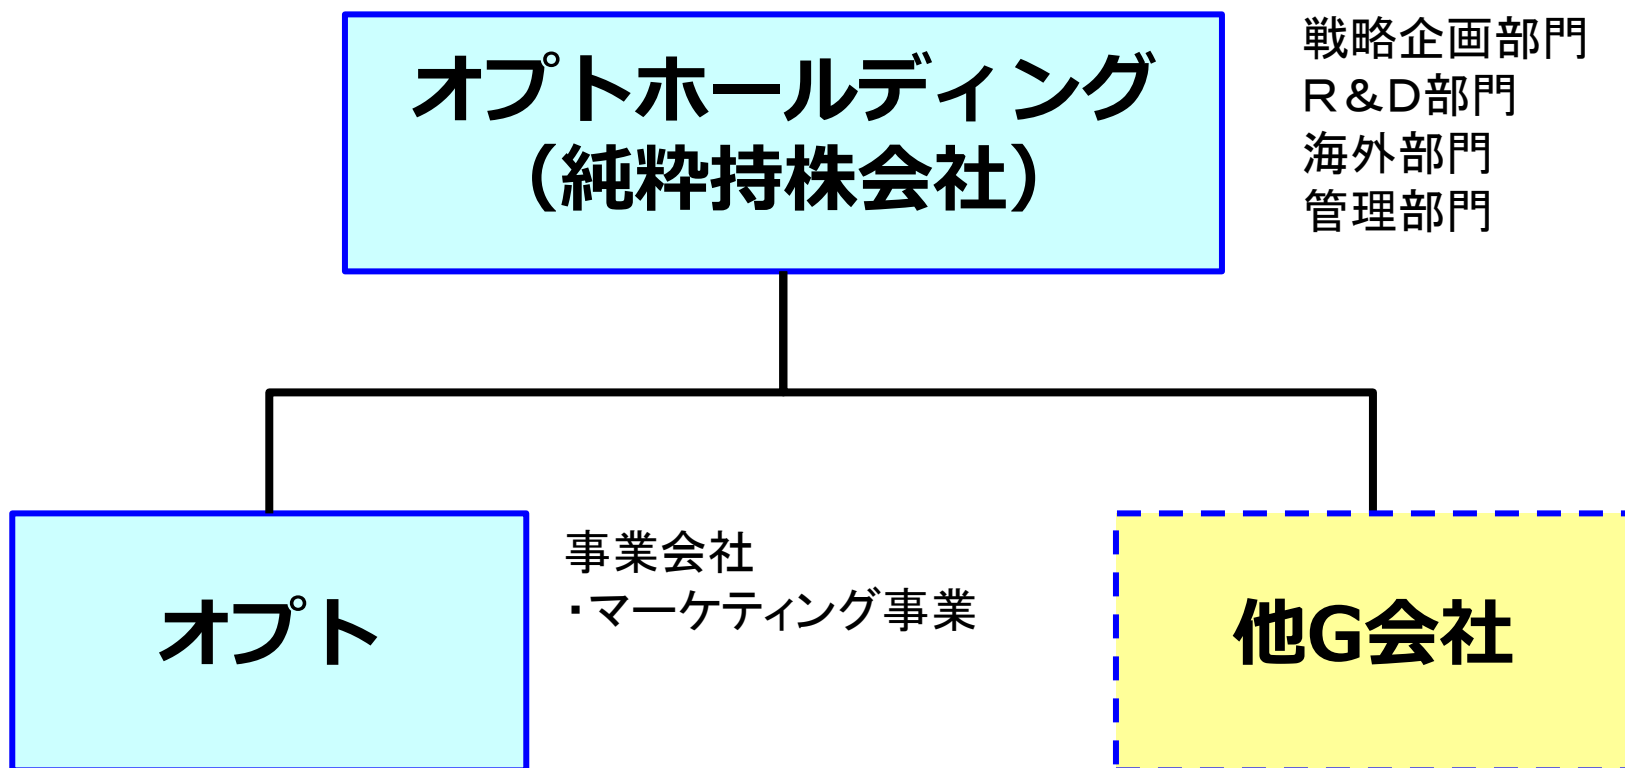 オプトホールディング
（純粋持株会社）
戦略企画部門
Ｒ＆Ｄ部門
海外部門
管理部門
オプト
事業会社
・マーケティング事業
他G会社